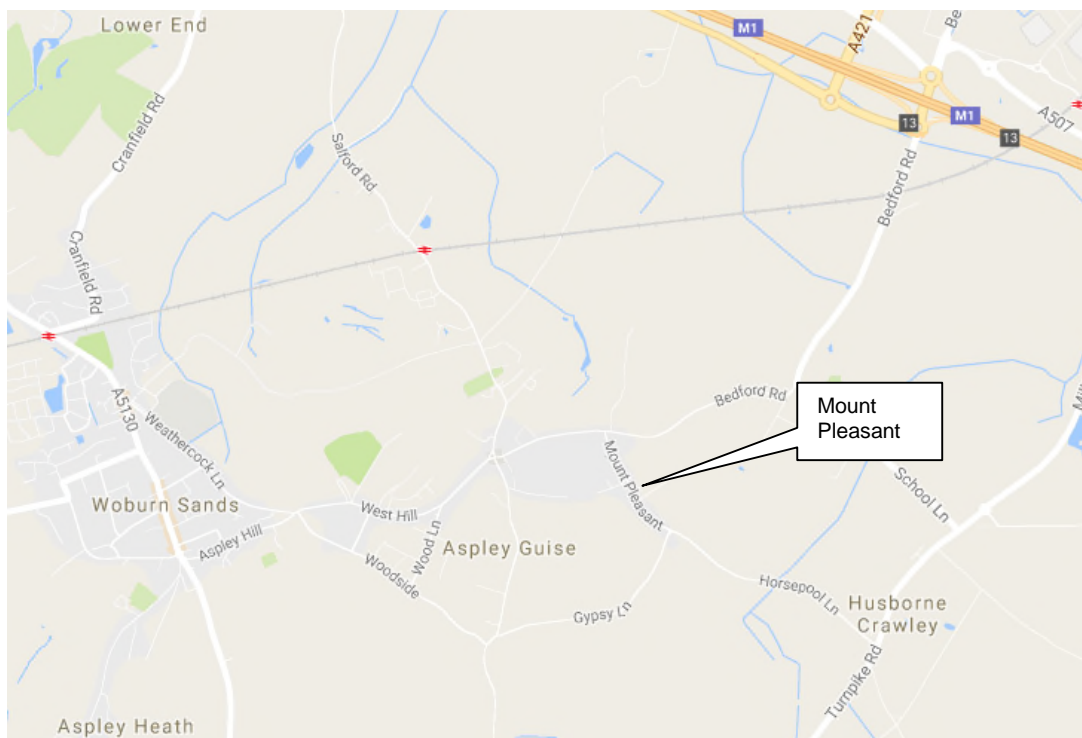 Lower End
M1
A421
Be
M1
13
13
A507
Cranfield Rd
Salford Rd
Bedford Rd
Cranfield Rd
A5130
Weathercock Ln
Bedford Rd
Mount
Pleasant
Mil
Mount Pleasant
School Ln
Woburn Sands
West Hill
Aspley Hill
Wood Ln
Aspley Guise
Woodside
Gypsy Ln
Horsepool Ln
Husborne
Crawley
Turnpike Rd
Aspley Heath